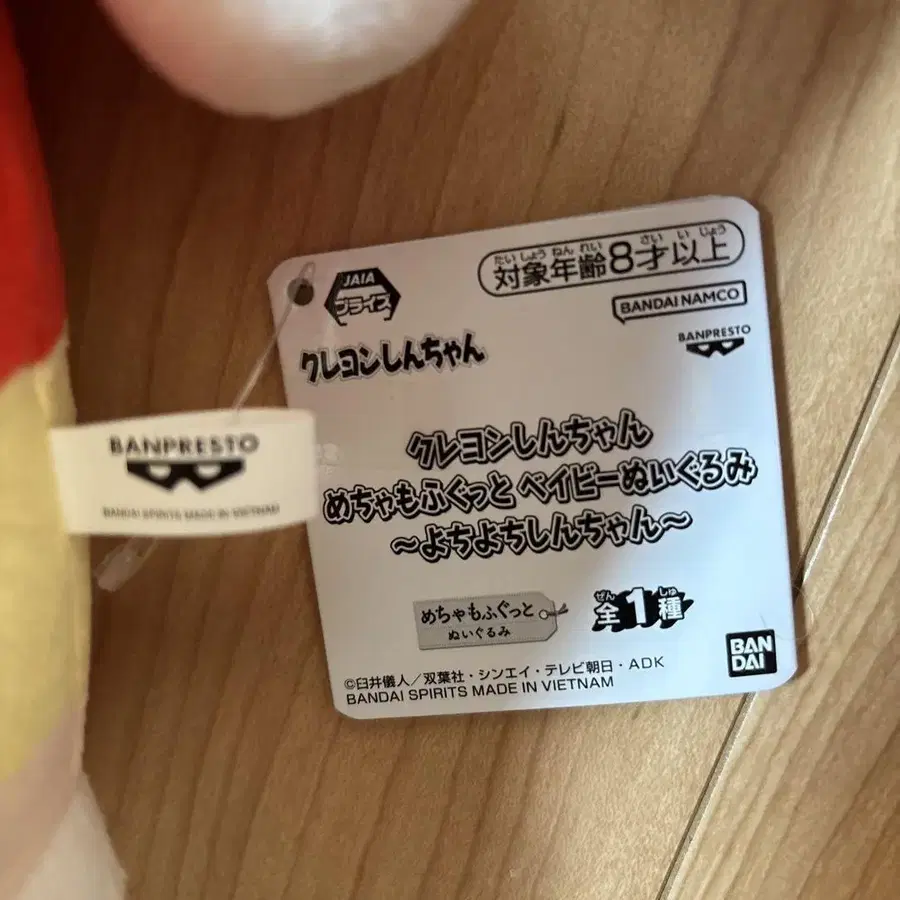 たいしょうねんれい さい いじょう
対象年齢8才以上
JAIA
プライズ
BANDAI NAMCO
BANPRESTO
クレヨンしんちゃん
クレヨンしんちゃん
めちゃもふぐっと ベイビーぬいぐるみ
~よちよちしんちゃん~
めちゃもふぐっと
ぬいぐるみ
ぜん しゅ
全1種
BAN
DAI
©臼井儀人/双葉社・シンエイ・テレビ朝日・ADK
BANDAI SPIRITS MADE IN VIETNAM
BANPRESTO
BANDAI SPIRITS MADE IN VIETNAM